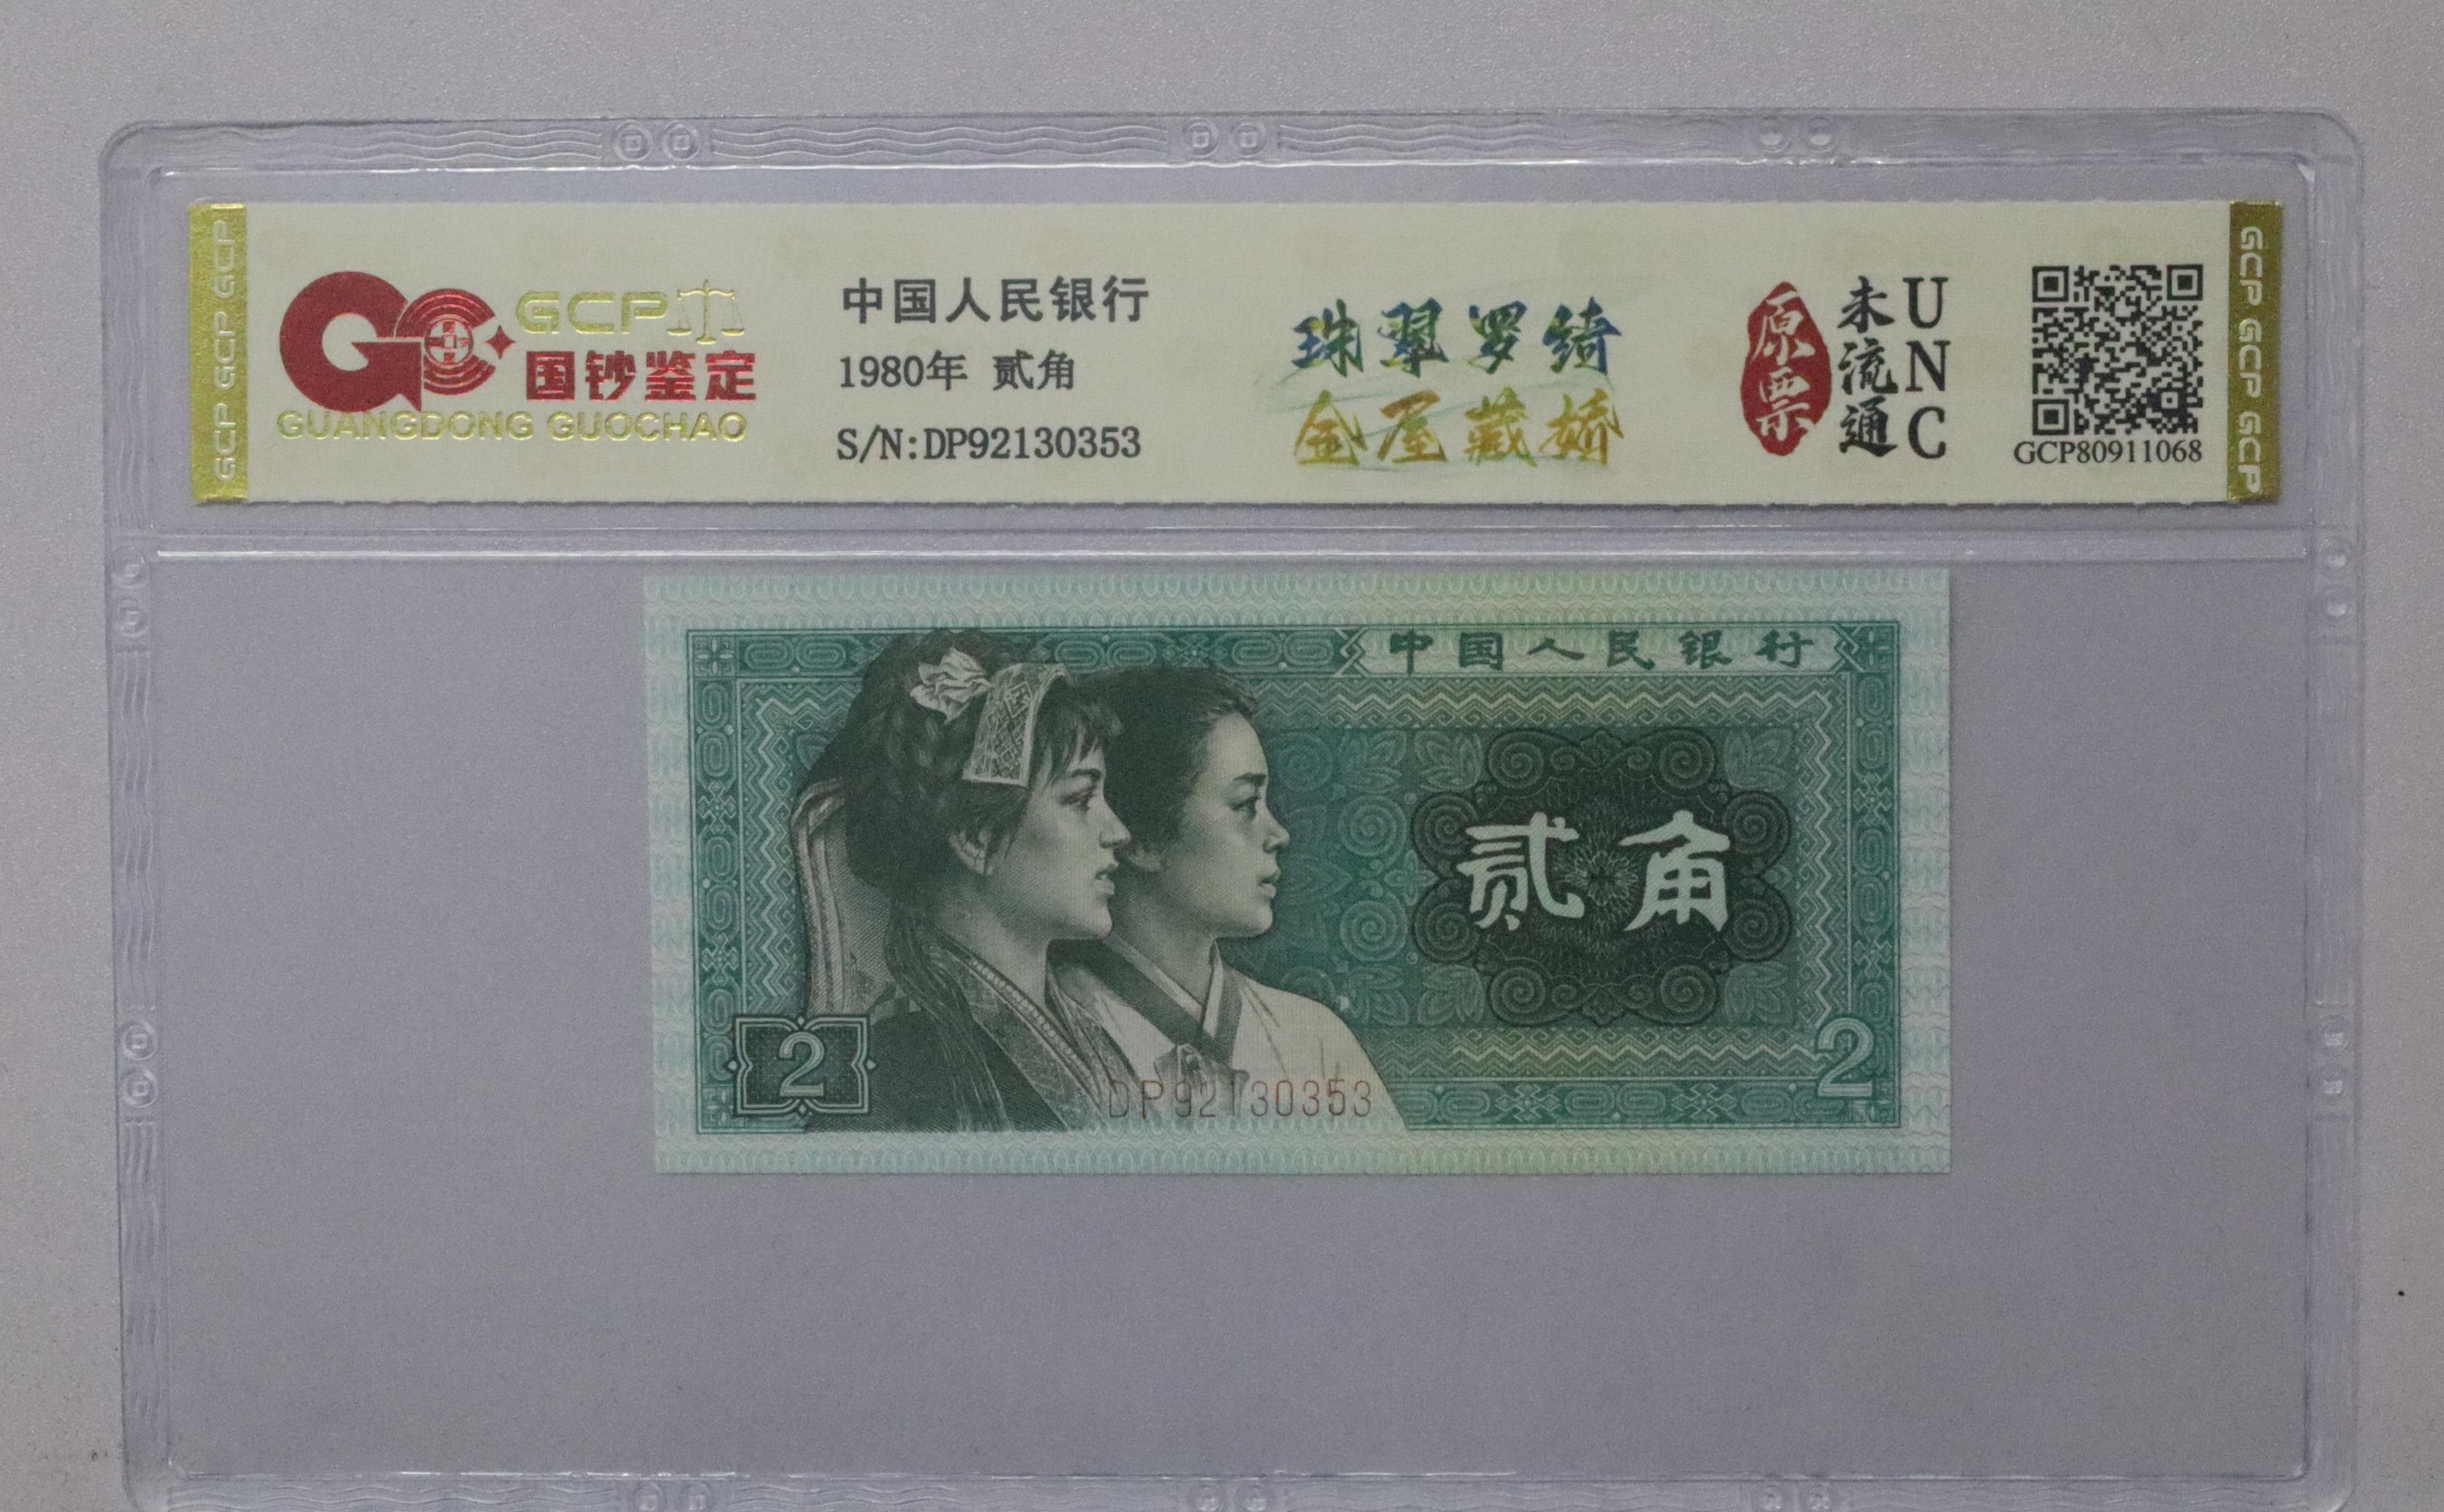 GCP GCP GCP
GCP
国钞鉴定
GUANGDONG GUOCHAO
中国人民银行
1980年 贰角
S/N:DP92130353
珠翠罗绮
金屋藏娇
原票
未流通
UNC
GCP80911068
GCP GCP GCP
中国人民银行
贰角
2
2
DP92130353